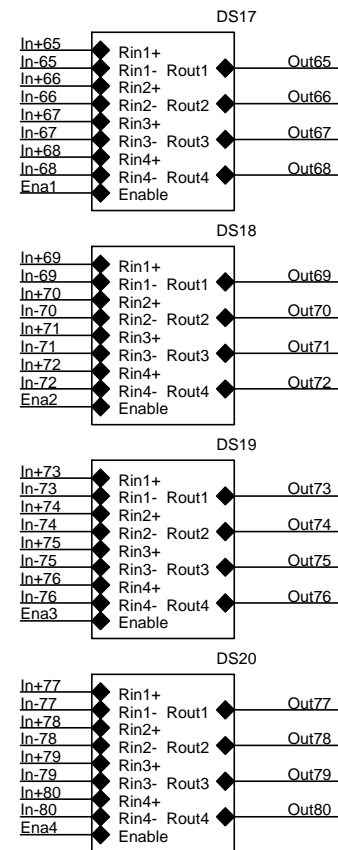 DS17
In+65
Rin1+
In-65
Rin1- Rout1 Out65
In+66
Rin2+
In-66
Rin2- Rout2 Out66
In+67
Rin3+
In-67
Rin3- Rout3 Out67
In+68
Rin4+
In-68
Rin4- Rout4 Out68
Ena1
Enable
DS18
In+69
Rin1+
In-69
Rin1- Rout1 Out69
In+70
Rin2+
In-70
Rin2- Rout2 Out70
In+71
Rin3+
In-71
Rin3- Rout3 Out71
In+72
Rin4+
In-72
Rin4- Rout4 Out72
Ena2
Enable
DS19
In+73
Rin1+
In-73
Rin1- Rout1 Out73
In+74
Rin2+
In-74
Rin2- Rout2 Out74
In+75
Rin3+
In-75
Rin3- Rout3 Out75
In+76
Rin4+
In-76
Rin4- Rout4 Out76
Ena3
Enable
DS20
In+77
Rin1+
In-77
Rin1- Rout1 Out77
In+78
Rin2+
In-78
Rin2- Rout2 Out78
In+79
Rin3+
In-79
Rin3- Rout3 Out79
In+80
Rin4+
In-80
Rin4- Rout4 Out80
Ena4
Enable